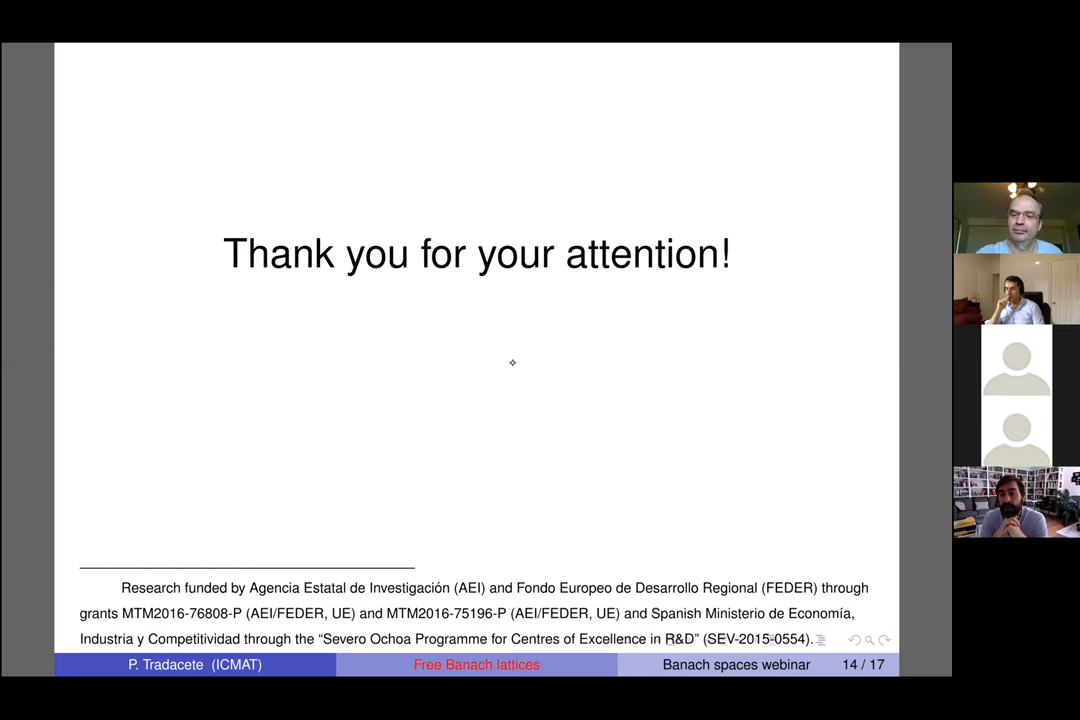 Thank you for your attention!
Research funded by Agencia Estatal de Investigación (AEI) and Fondo Europeo de Desarrollo Regional (FEDER) through
grants MTM2016-76808-P (AEI/FEDER, UE) and MTM2016-75196-P (AEI/FEDER, UE) and Spanish Ministerio de Economía,
Industria y Competitividad through the “Severo Ochoa Programme for Centres of Excellence in R&D” (SEV-2015-0554).
P. Tradacete (ICMAT) Free Banach lattices Banach spaces webinar 14 / 17